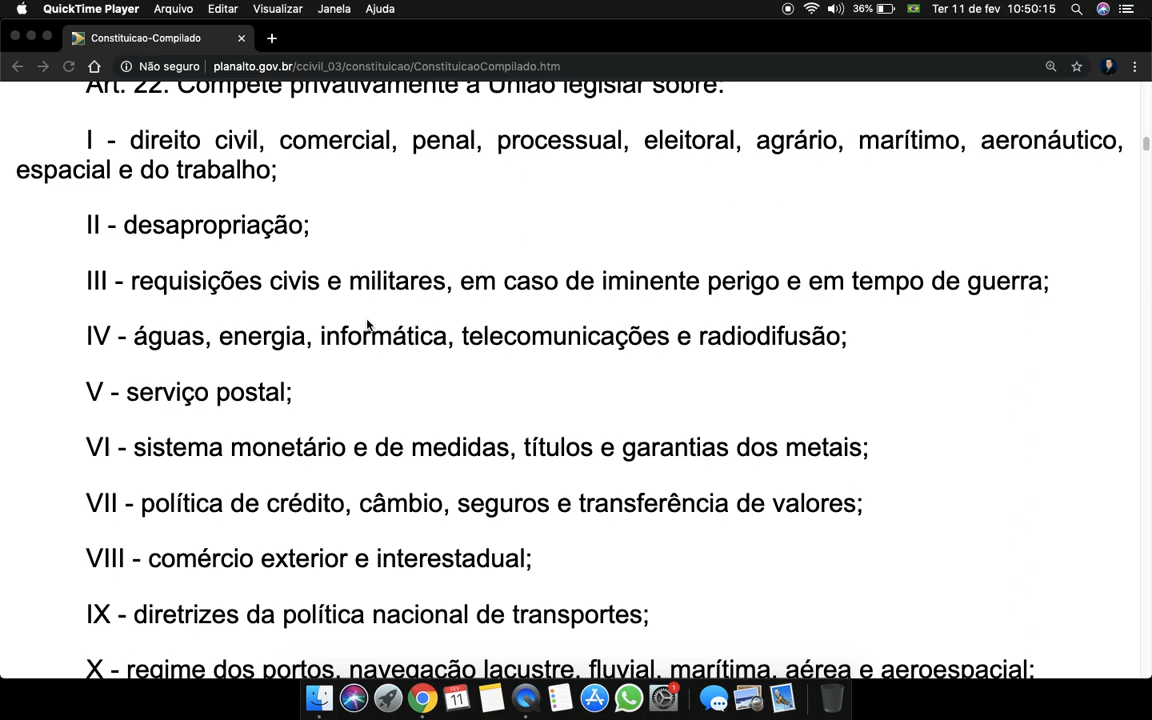 QuickTime Player Arquivo Editar Visualizar Janela Ajuda 36% Ter 11 de fev 10:50:15
Constituicao-Compilado
Não seguro planalto.gov.br/ccivil_03/constituicao/ConstituicaoCompilado.htm
Art. 22. Compete privativamente à União legislar sobre:
I - direito civil, comercial, penal, processual, eleitoral, agrário, marítimo, aeronáutico,
espacial e do trabalho;
II - desapropriação;
III - requisições civis e militares, em caso de iminente perigo e em tempo de guerra;
IV - águas, energia, informática, telecomunicações e radiodifusão;
V - serviço postal;
VI - sistema monetário e de medidas, títulos e garantias dos metais;
VII - política de crédito, câmbio, seguros e transferência de valores;
VIII - comércio exterior e interestadual;
IX - diretrizes da política nacional de transportes;
X - regime dos portos, navegação lacustre, fluvial, marítima, aérea e aeroespacial;
FEV
11
1